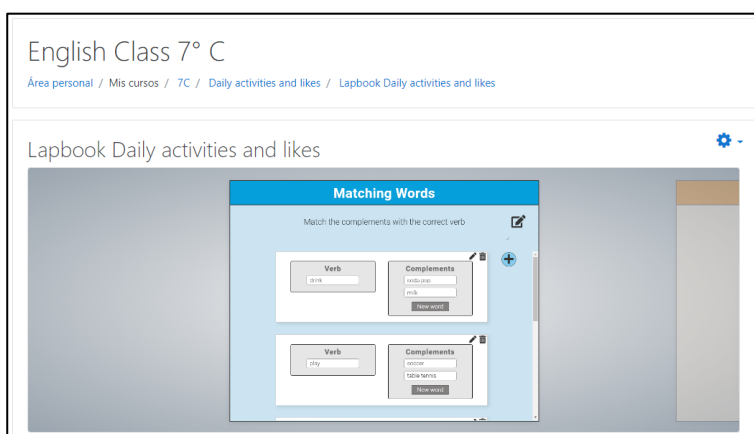 English Class 7° C
Área personal / Mis cursos / 7C / Daily activities and likes / Lapbook Daily activities and likes
Lapbook Daily activities and likes
Matching Words
Match the complements with the correct verb
Verb
drink
Complements
soda pop
milk
New word
Verb
play
Complements
soccer
table tennis
New word